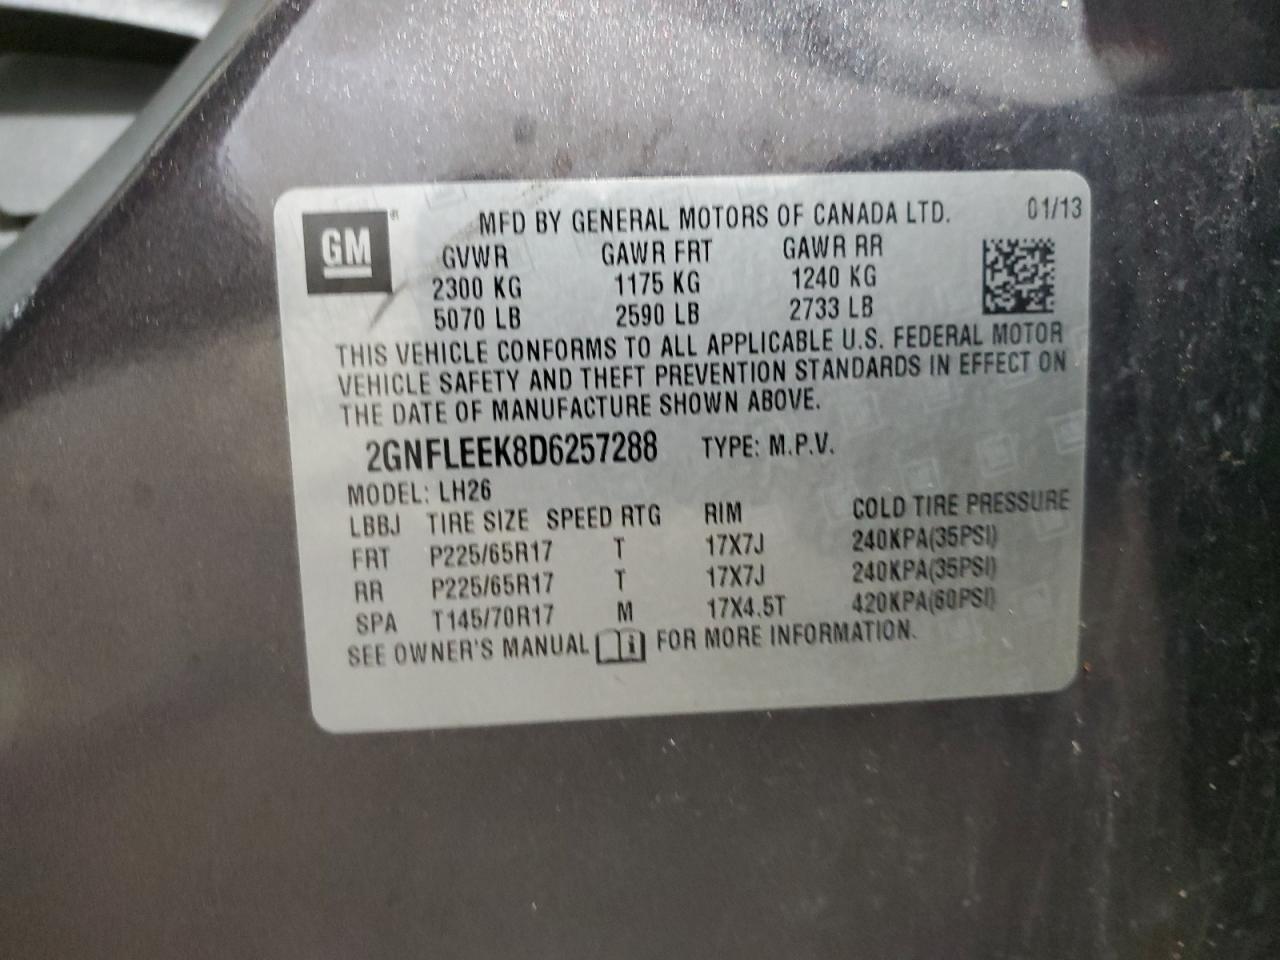 GM® MFD BY GENERAL MOTORS OF CANADA LTD. 01/13
GVWR GAWR FRT GAWR RR
2300 KG 1175 KG 1240 KG
5070 LB 2590 LB 2733 LB
THIS VEHICLE CONFORMS TO ALL APPLICABLE U.S. FEDERAL MOTOR
VEHICLE SAFETY AND THEFT PREVENTION STANDARDS IN EFFECT ON
THE DATE OF MANUFACTURE SHOWN ABOVE.
2GNFLEEK8D6257288 TYPE: M.P.V.
MODEL: LH26
LBBJ TIRE SIZE SPEED RTG RIM COLD TIRE PRESSURE
FRT P225/65R17 T 17X7J 240KPA(35PSI)
RR P225/65R17 T 17X7J 240KPA(35PSI)
SPA T145/70R17 M 17X4.5T 420KPA(60PSI)
SEE OWNER'S MANUAL i FOR MORE INFORMATION.